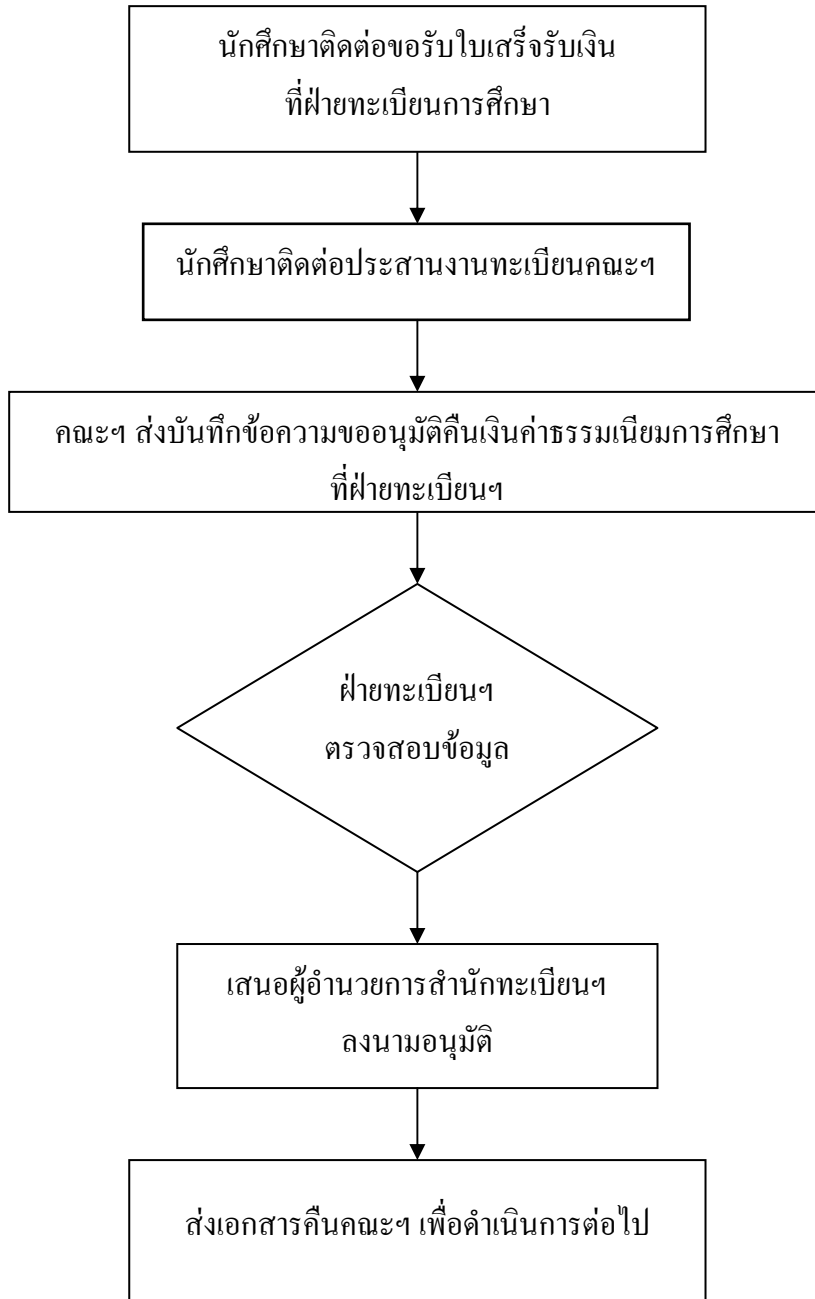 นักศึกษาติดต่อขอรับใบเสร็จรับเงิน
ที่ฝ่ายทะเบียนการศึกษา
นักศึกษาติดต่อประสานงานทะเบียนคณะฯ
คณะฯ ส่งบันทึกข้อความขออนุมัติคืนเงินค่าธรรมเนียมการศึกษา
ที่ฝ่ายทะเบียนฯ
ฝ่ายทะเบียนฯ
ตรวจสอบข้อมูล
เสนอผู้อำนวยการสำนักทะเบียนฯ
ลงนามอนุมัติ
ส่งเอกสารคืนคณะฯ เพื่อดำเนินการต่อไป